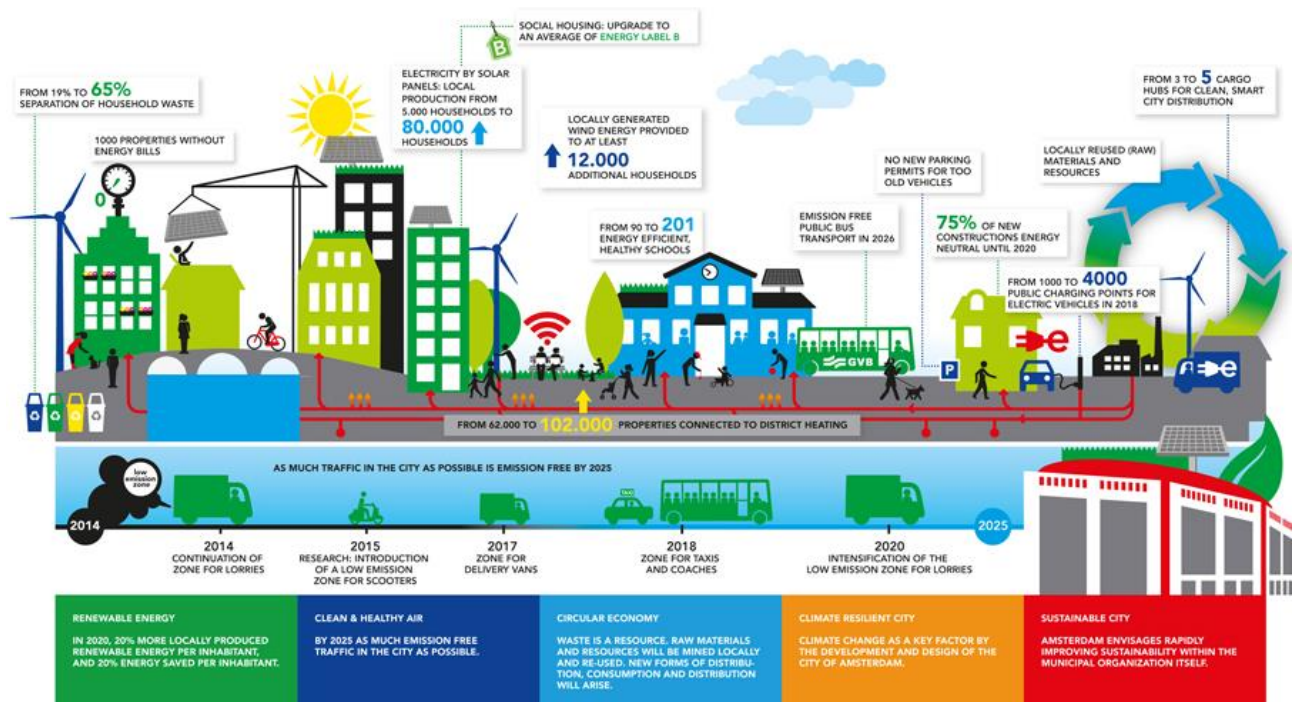 SOCIAL HOUSING: UPGRADE TO
AN AVERAGE OF ENERGY LABEL B
B
FROM 19% TO 65%
SEPARATION OF HOUSEHOLD WASTE
1000 PROPERTIES WITHOUT
ENERGY BILLS
0
ELECTRICITY BY SOLAR
PANELS: LOCAL
PRODUCTION FROM
5.000 HOUSEHOLDS TO
80.000
HOUSEHOLDS
LOCALLY GENERATED
WIND ENERGY PROVIDED
TO AT LEAST
12.000
ADDITIONAL HOUSEHOLDS
FROM 90 TO 201
ENERGY EFFICIENT,
HEALTHY SCHOOLS
EMISSION FREE
PUBLIC BUS
TRANSPORT IN 2026
GVB
NO NEW PARKING
PERMITS FOR TOO
OLD VEHICLES
P
75% OF NEW
CONSTRUCTIONS ENERGY
NEUTRAL UNTIL 2020
FROM 1000 TO 4000
PUBLIC CHARGING POINTS FOR
ELECTRIC VEHICLES IN 2018
FROM 3 TO 5 CARGO
HUBS FOR CLEAN, SMART
CITY DISTRIBUTION
LOCALLY REUSED (RAW)
MATERIALS AND
RESOURCES
e
e
FROM 62.000 TO 102.000 PROPERTIES CONNECTED TO DISTRICT HEATING
AS MUCH TRAFFIC IN THE CITY AS POSSIBLE IS EMISSION FREE BY 2025
low
emission
zone
TAXI
2014
2025
2014
CONTINUATION OF
ZONE FOR LORRIES
2015
RESEARCH: INTRODUCTION
OF A LOW EMISSION
ZONE FOR SCOOTERS
2017
ZONE FOR
DELIVERY VANS
2018
ZONE FOR TAXIS
AND COACHES
2020
INTENSIFICATION OF THE
LOW EMISSION ZONE FOR LORRIES
RENEWABLE ENERGY
IN 2020, 20% MORE LOCALLY PRODUCED
RENEWABLE ENERGY PER INHABITANT,
AND 20% ENERGY SAVED PER INHABITANT.
CLEAN & HEALTHY AIR
BY 2025 AS MUCH EMISSION FREE
TRAFFIC IN THE CITY AS POSSIBLE.
CIRCULAR ECONOMY
WASTE IS A RESOURCE. RAW MATERIALS
AND RESOURCES WILL BE MINED LOCALLY
AND RE-USED. NEW FORMS OF DISTRIBU-
TION, CONSUMPTION AND DISTRIBUTION
WILL ARISE.
CLIMATE RESILIENT CITY
CLIMATE CHANGE AS A KEY FACTOR BY
THE DEVELOPMENT AND DESIGN OF THE
CITY OF AMSTERDAM.
SUSTAINABLE CITY
AMSTERDAM ENVISAGES RAPIDLY
IMPROVING SUSTAINABILITY WITHIN THE
MUNICIPAL ORGANIZATION ITSELF.